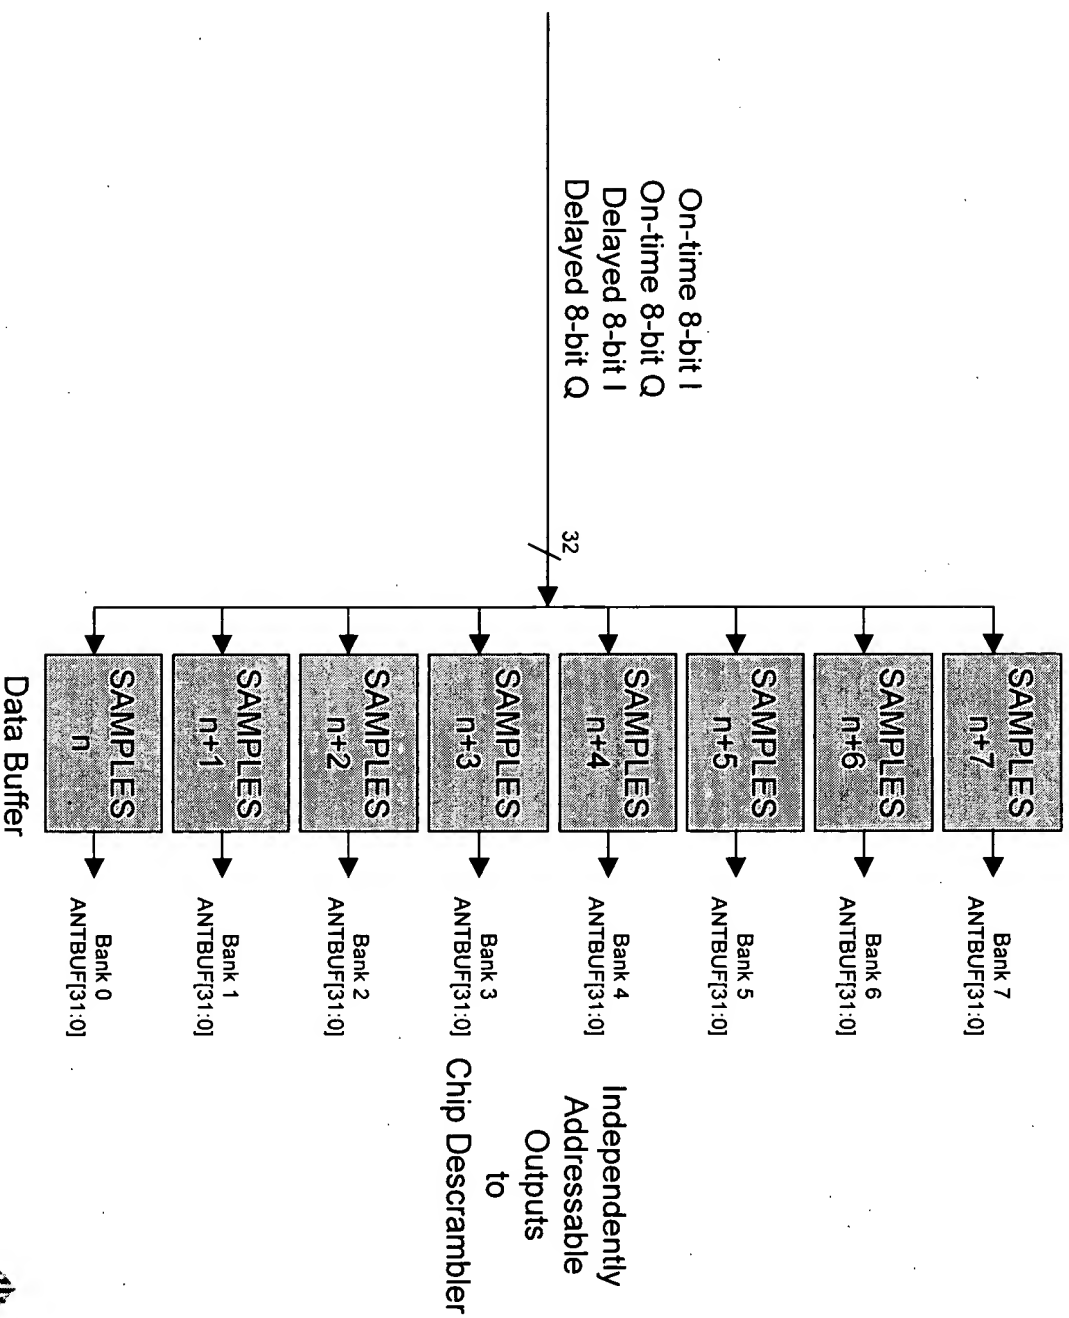 On-time 8-bit I
On-time 8-bit Q
Delayed 8-bit I
Delayed 8-bit Q
32
SAMPLES
n+7
Bank 7
ANTBUF[31:0]
SAMPLES
n+6
Bank 6
ANTBUF[31:0]
SAMPLES
n+5
Bank 5
ANTBUF[31:0]
SAMPLES
n+4
Bank 4
ANTBUF[31:0]
SAMPLES
n+3
Bank 3
ANTBUF[31:0]
SAMPLES
n+2
Bank 2
ANTBUF[31:0]
SAMPLES
n+1
Bank 1
ANTBUF[31:0]
SAMPLES
n
Bank 0
ANTBUF[31:0]
Independently
Addressable
Outputs
to
Chip Descrambler
Data Buffer